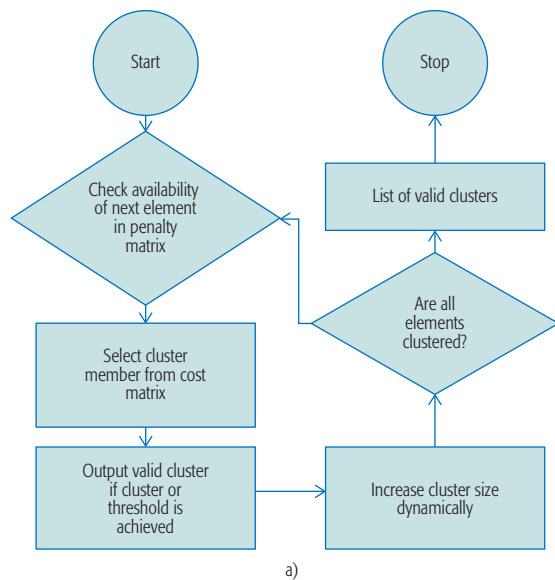 Start
Check availability
of next element
in penalty
matrix
Select cluster
member from cost
matrix
Output valid cluster
if cluster or
threshold is
achieved
Increase cluster size
dynamically
Are all
elements
clustered?
List of valid clusters
Stop
a)